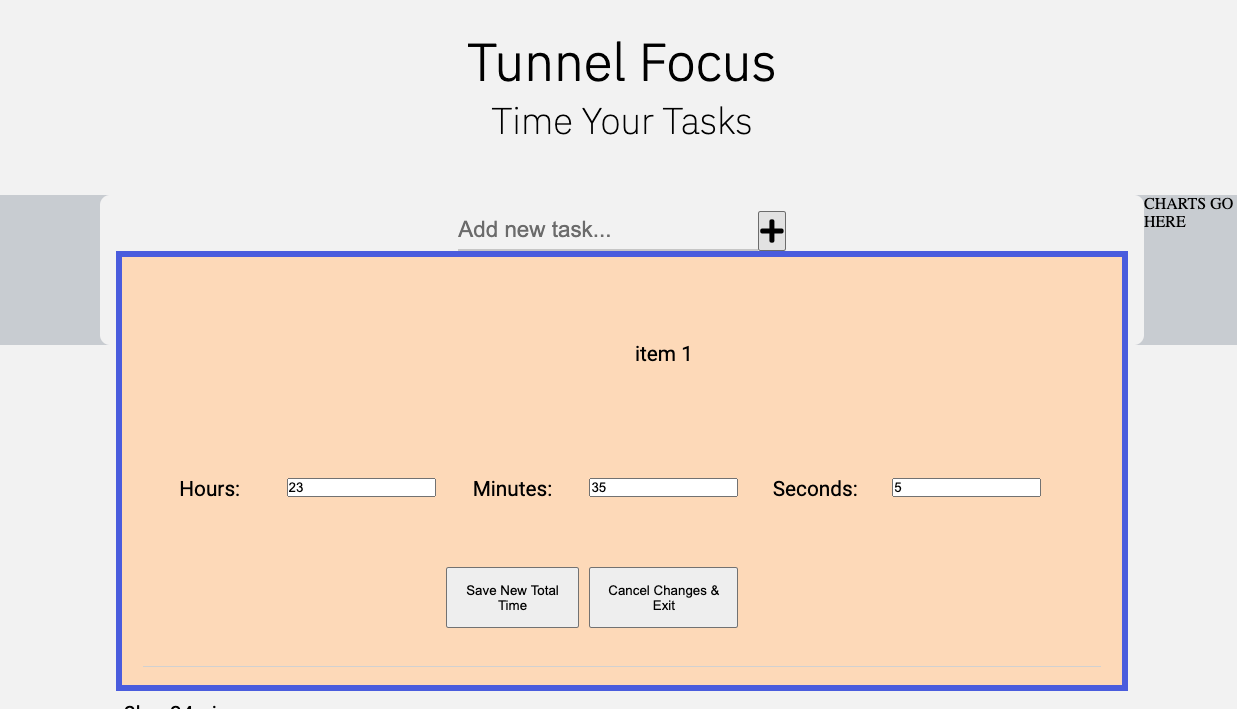 Tunnel Focus
Time Your Tasks
CHARTS GO
HERE
Add new task...
item 1
Hours: 23 Minutes: 35 Seconds: 5
Save New Total
Time
Cancel Changes &
Exit